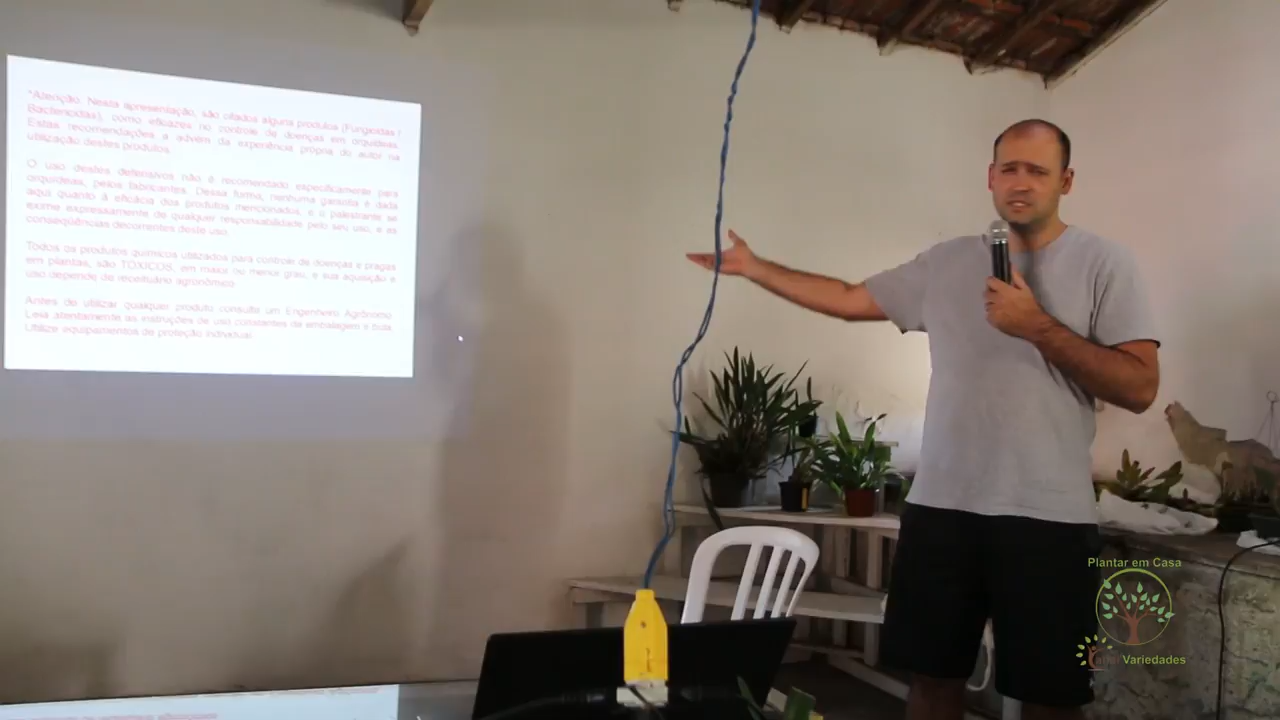 *Atenção. Nesta apresentação, são citados alguns produtos (Fungicidas /
Bactericidas), como eficazes no controle de doenças em orquídeas.
Estas recomendações a advém da experiência própria do autor na
utilização destes produtos.
O uso destes defensivos não é recomendado especificamente para
orquídeas, pelos fabricantes. Dessa forma, nenhuma garantia é dada
aqui quanto à eficácia dos produtos mencionados, e o palestrante se
exime expressamente de qualquer responsabilidade pelo seu uso, e as
conseqüências decorrentes deste uso.
Todos os produtos químicos utilizados para controle de doenças e pragas
em plantas, são TÓXICOS, em maior ou menor grau, e sua aquisição e
uso depende de receituário agronômico.
Antes de utilizar qualquer produto consulte um Engenheiro Agrônomo
Leia atentamente as instruções de uso constantes da embalagem e bula.
Utilize equipamentos de proteção individual.
Plantar em Casa
Variedades